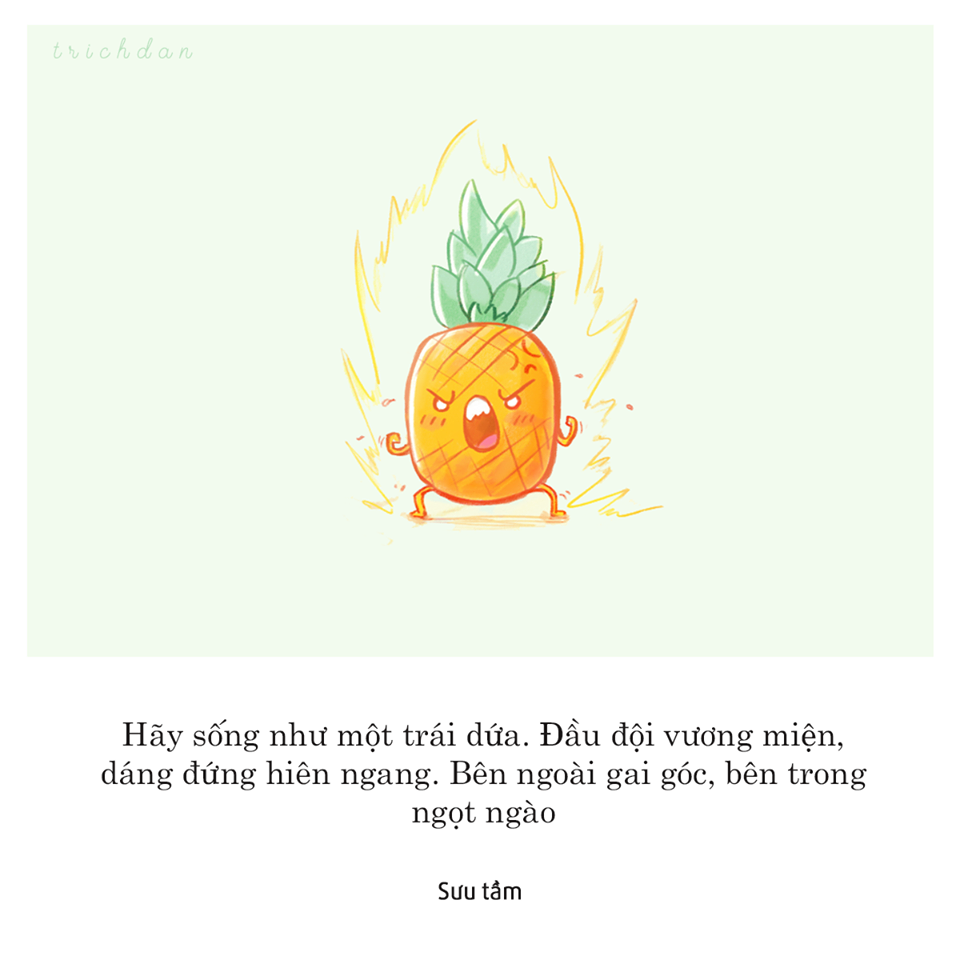 trichdan
Hãy sống như một trái dứa. Đầu đội vương miện,
dáng đứng hiên ngang. Bên ngoài gai góc, bên trong
ngọt ngào
Sưu tầm